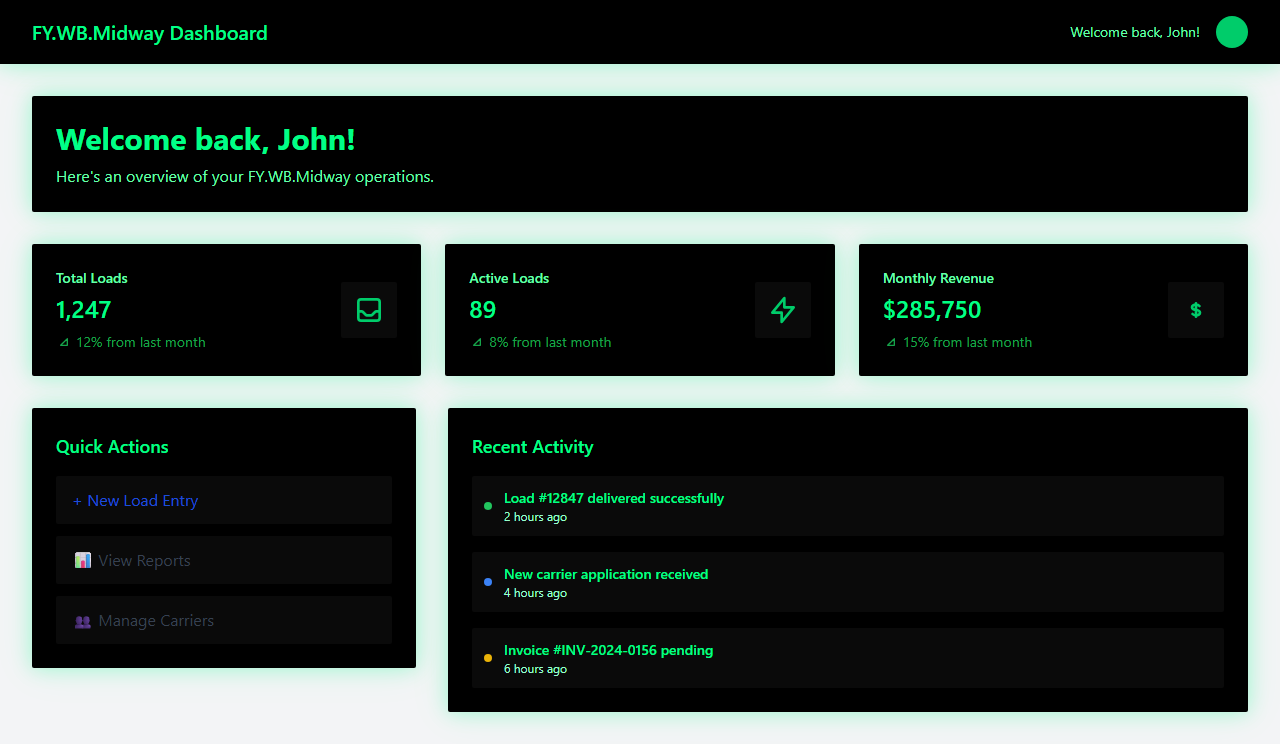 FY.WB.Midway Dashboard
Welcome back, John!
Welcome back, John!
Here's an overview of your FY.WB.Midway operations.
Total Loads
1,247
⊿ 12% from last month
Active Loads
89
⊿ 8% from last month
Monthly Revenue
$285,750
⊿ 15% from last month
$
Quick Actions
+ New Load Entry
View Reports
Manage Carriers
Recent Activity
Load #12847 delivered successfully
2 hours ago
New carrier application received
4 hours ago
Invoice #INV-2024-0156 pending
6 hours ago